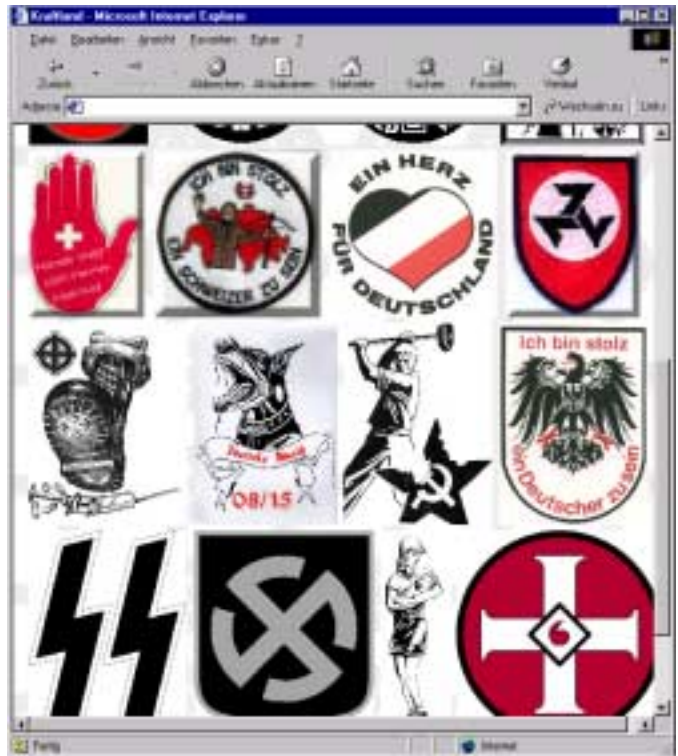 Kraftland - Microsoft Internet Explorer
Datei Bearbeiten Ansicht Favoriten Extras ?
Zurück Abbrechen Aktualisieren Startseite Suchen Favoriten Verlauf
Adresse Wechseln zu Links
ICH BIN STOLZ
EIN SCHWEIZER ZU SEIN
EIN HERZ
FÜR DEUTSCHLAND
Ich bin stolz
ein Deutscher zu sein
08/15
Fertig
Internet